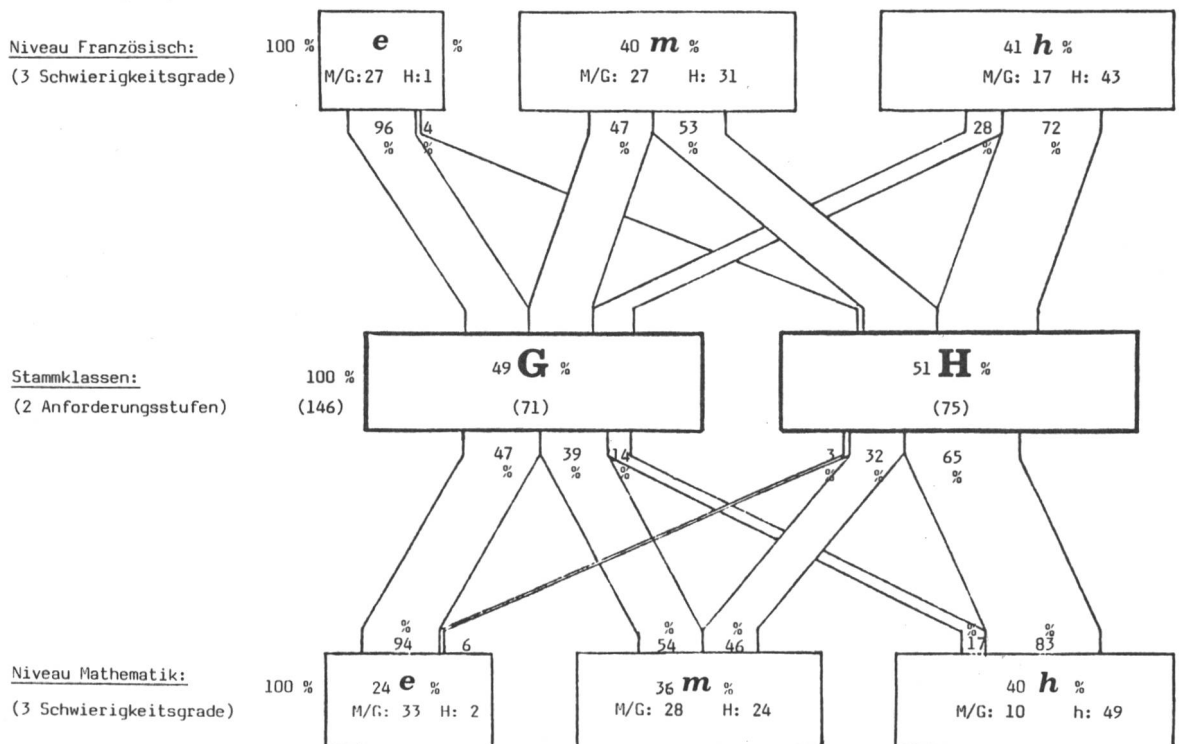 Niveau Französisch: 100 % e % 40 m % 41 h %
(3 Schwierigkeitsgrade) M/G:27 H:1 M/G: 27 H: 31 M/G: 17 H: 43
96 4 47 53 28 72
% % % % % %
Stammklassen: 100 % 49 G % 51 H %
(2 Anforderungsstufen) (146) (71) (75)
47 39 14 3 32 65
% % % % % %
% % % % %
94 6 54 46 17 83
Niveau Mathematik: 100 % 24 e % 36 m % 40 h %
(3 Schwierigkeitsgrade) M/G: 33 H: 2 M/G: 28 H: 24 M/G: 10 h: 49